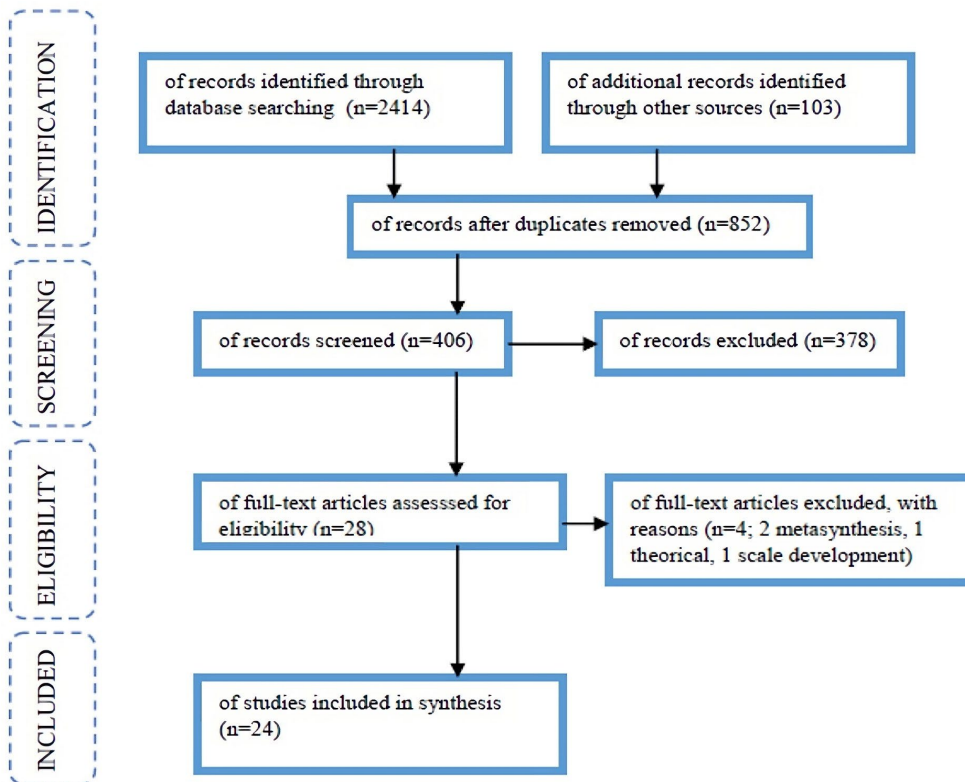 IDENTIFICATION
of records identified through
database searching (n=2414)
of additional records identified
through other sources (n=103)
of records after duplicates removed (n=852)
SCREENING
of records screened (n=406)
of records excluded (n=378)
ELIGIBILITY
of full-text articles assesssed for
eligibility (n=28)
of full-text articles excluded, with
reasons (n=4; 2 metasynthesis, 1
theorical, 1 scale development)
INCLUDED
of studies included in synthesis
(n=24)